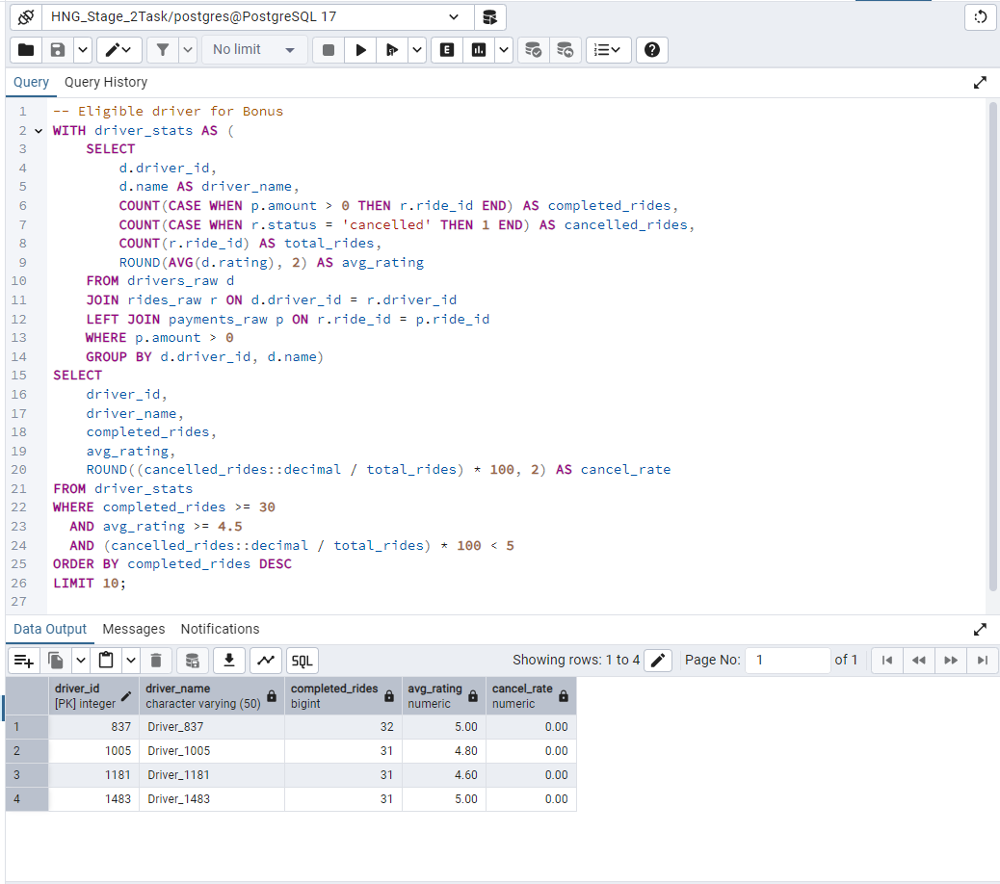 HNG_Stage_2Task/postgres@PostgreSQL 17
No limit
E
Query Query History
1 -- Eligible driver for Bonus
2 WITH driver_stats AS (
3 SELECT
4 d.driver_id,
5 d.name AS driver_name,
6 COUNT(CASE WHEN p.amount > 0 THEN r.ride_id END) AS completed_rides,
7 COUNT(CASE WHEN r.status = 'cancelled' THEN 1 END) AS cancelled_rides,
8 COUNT(r.ride_id) AS total_rides,
9 ROUND(AVG(d.rating), 2) AS avg_rating
10 FROM drivers_raw d
11 JOIN rides_raw r ON d.driver_id = r.driver_id
12 LEFT JOIN payments_raw p ON r.ride_id = p.ride_id
13 WHERE p.amount > 0
14 GROUP BY d.driver_id, d.name)
15 SELECT
16 driver_id,
17 driver_name,
18 completed_rides,
19 avg_rating,
20 ROUND((cancelled_rides::decimal / total_rides) * 100, 2) AS cancel_rate
21 FROM driver_stats
22 WHERE completed_rides >= 30
23 AND avg_rating >= 4.5
24 AND (cancelled_rides::decimal / total_rides) * 100 < 5
25 ORDER BY completed_rides DESC
26 LIMIT 10;
27
Data Output Messages Notifications
SQL Showing rows: 1 to 4 Page No: 1 of 1
driver_id driver_name completed_rides avg_rating cancel_rate
[PK] integer character varying (50) bigint numeric numeric
1 837 Driver_837 32 5.00 0.00
2 1005 Driver_1005 31 4.80 0.00
3 1181 Driver_1181 31 4.60 0.00
4 1483 Driver_1483 31 5.00 0.00